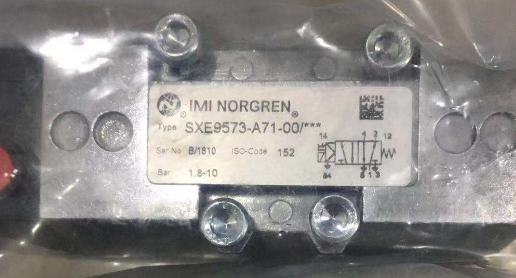 IMI NORGREN®
Type SXE9573-A71-00/***
Ser No B/1810 ISO-Code 152
Bar 1.8-10
14 4 2 12
84 5 1 3